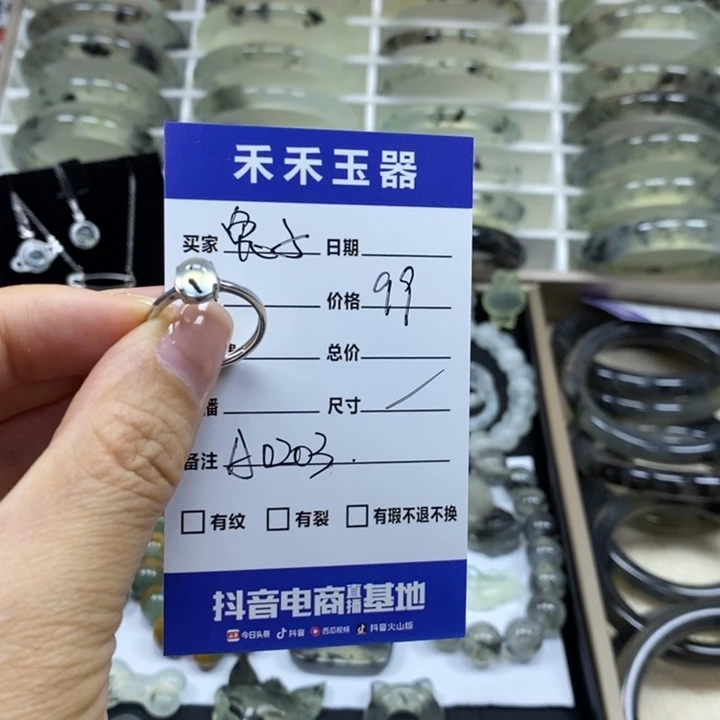 禾禾玉器
买家 日期
价格 99
总价
播 尺寸 /
备注 A0203.
有纹 有裂 有瑕不退不换
抖音电商直播基地
今日头条 抖音 西瓜视频 抖音火山版